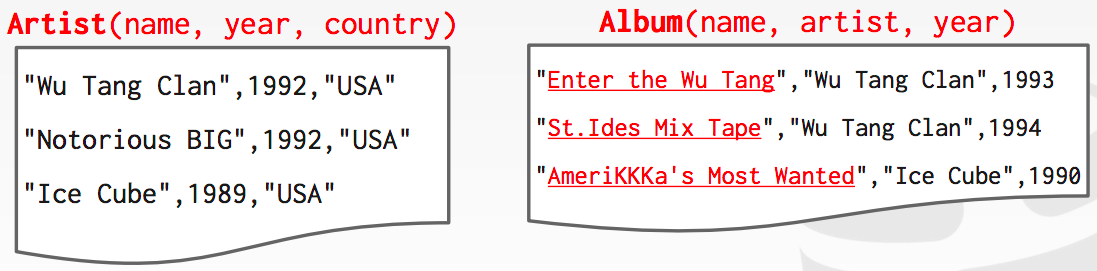 Artist(name, year, country)
"Wu Tang Clan",1992,"USA"
"Notorious BIG",1992,"USA"
"Ice Cube",1989,"USA"
Album(name, artist, year)
"Enter the Wu Tang","Wu Tang Clan",1993
"St.Ides Mix Tape","Wu Tang Clan",1994
"AmeriKKKa's Most Wanted","Ice Cube",1990